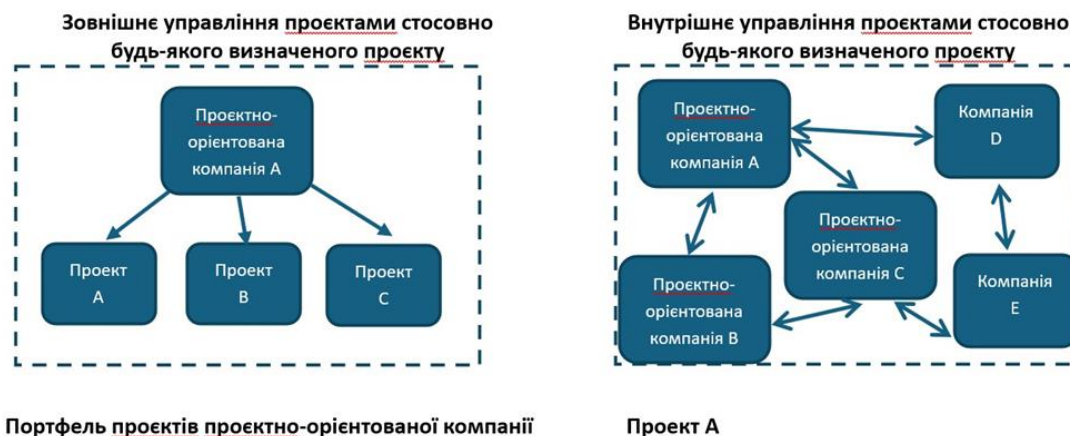 Зовнішнє управління проєктами стосовно
будь-якого визначеного проєкту
Проєктно-
орієнтована
компанія А
Проект
А
Проект
В
Проект
С
Портфель проєктів проєктно-орієнтованої компанії
Внутрішнє управління проєктами стосовно
будь-якого визначеного проєкту
Проєктно-
орієнтована
компанія А
Компанія
D
Проєктно-
орієнтована
компанія С
Проєктно-
орієнтована
компанія В
Компанія
Е
Проект А